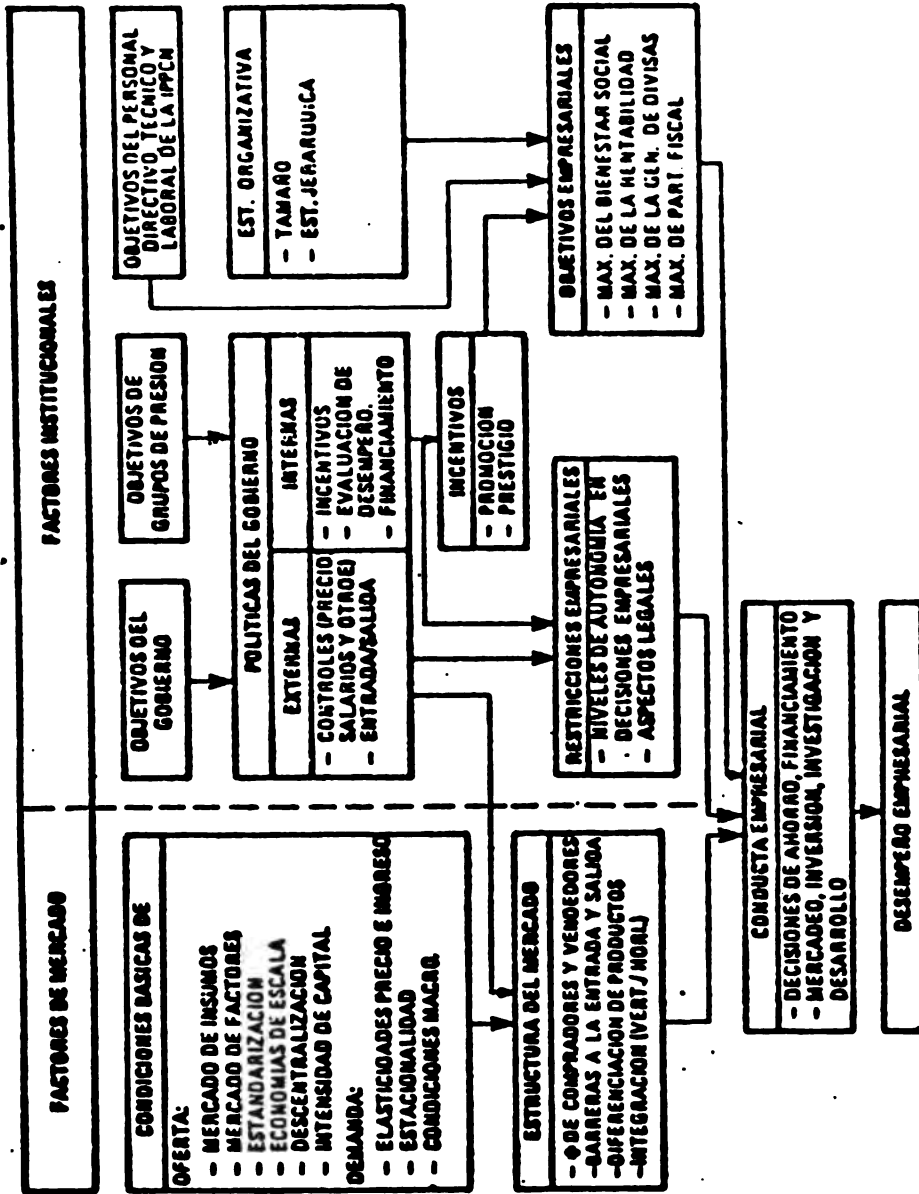 FACTORES DE MERCADO
FACTORES INSTITUCIONALES
CONDICIONES BASICAS DE
OFERTA:
- MERCADO DE INSUMOS
- MERCADO DE FACTORES
- ESTANDARIZACION
- ECONOMIAS DE ESCALA
- DESCENTRALIZACION
- INTENSIDAD DE CAPITAL
DEMANDA:
- ELASTICIDADES PRECIO E INGRESO
- ESTACIONALIDAD
- CONDICIONES MACRO.
OBJETIVOS DEL
GOBIERNO
OBJETIVOS DE
GRUPOS DE PRESION
OBJETIVOS DEL PERSONAL
DIRECTIVO, TECNICO Y
LABORAL DE LA IPPCN
POLITICAS DEL GOBIERNO
EXTERNAS
- CONTROLES (PRECIO
SALARIOS Y OTROS)
- ENTRADA/SALIDA
INTERNAS
- INCENTIVOS
- EVALUACION DE
DESEMPEÑO.
- FINANCIAMIENTO
EST. ORGANIZATIVA
- TAMAÑO
- EST. JERARQUICA
INCENTIVOS
- PROMOCION
- PRESTIGIO
ESTRUCTURA DEL MERCADO
- # DE COMPRADORES Y VENDEDORES
- BARRERAS A LA ENTRADA Y SALIDA
- DIFERENCIACION DE PRODUCTOS
- INTEGRACION (VERT / HORL)
RESTRICCIONES EMPRESARIALES
- NIVELES DE AUTONOMIA EN
DECISIONES EMPRESARIALES
- ASPECTOS LEGALES
OBJETIVOS EMPRESARIALES
- MAX. DEL BIENESTAR SOCIAL
- MAX. DE LA RENTABILIDAD
- MAX. DE LA GEN. DE DIVISAS
- MAX. DE PART. FISCAL
CONDUCTA EMPRESARIAL
- DECISIONES DE AHORRO, FINANCIAMIENTO
- MERCADEO, INVERSION, INVESTIGACION Y
DESARROLLO
DESEMPEÑO EMPRESARIAL